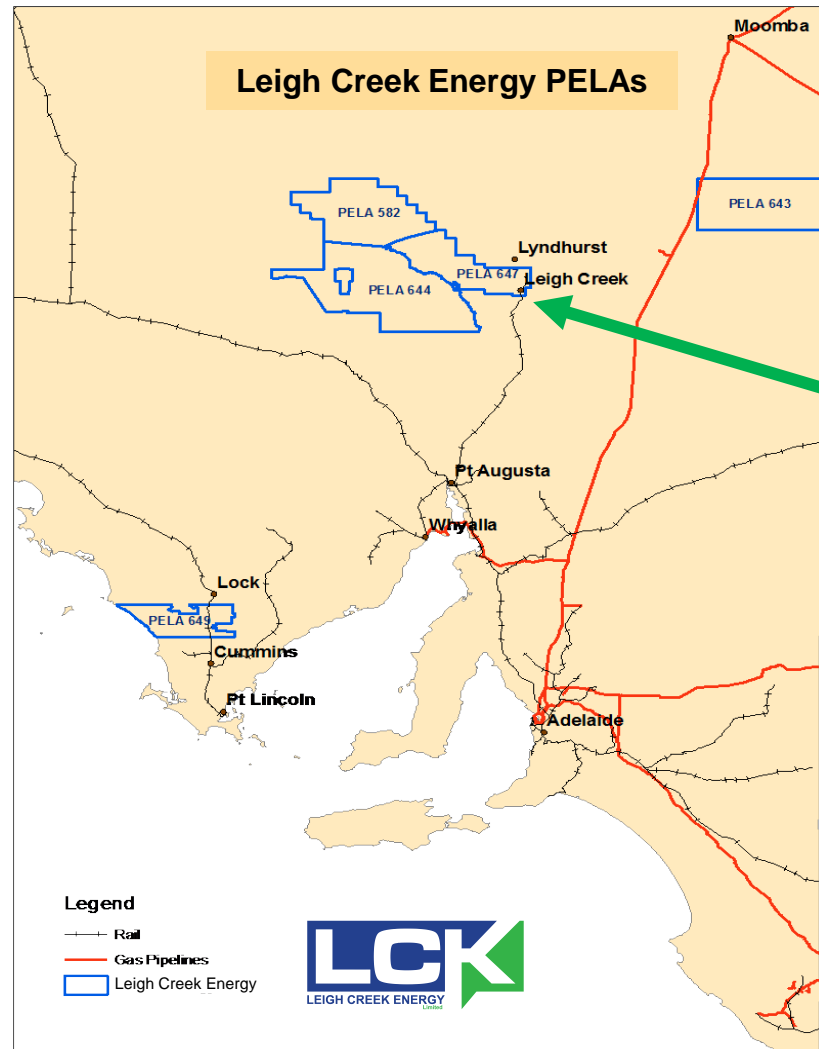 Moomba
Leigh Creek Energy PELAs
PELA 582
PELA 643
Lyndhurst
PELA 647
Leigh Creek
PELA 644
Pt Augusta
Whyalla
Lock
PELA 649
Cummins
Pt Lincoln
Adelaide
Legend
Rail
Gas Pipelines
Leigh Creek Energy
LCK
LEIGH CREEK ENERGY
Limited